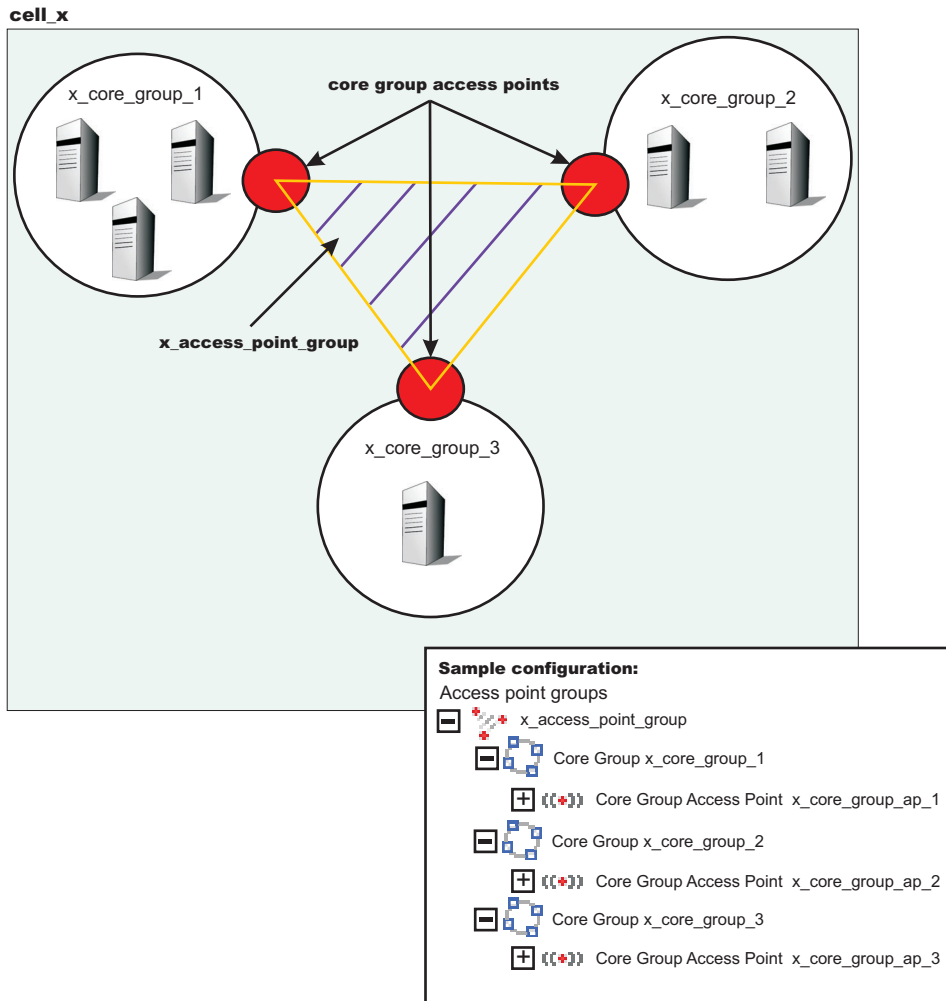 cell_x
x_core_group_1
core group access points
x_core_group_2
x_access_point_group
x_core_group_3
Sample configuration:
Access point groups
x_access_point_group
Core Group x_core_group_1
Core Group Access Point x_core_group_ap_1
Core Group x_core_group_2
Core Group Access Point x_core_group_ap_2
Core Group x_core_group_3
Core Group Access Point x_core_group_ap_3